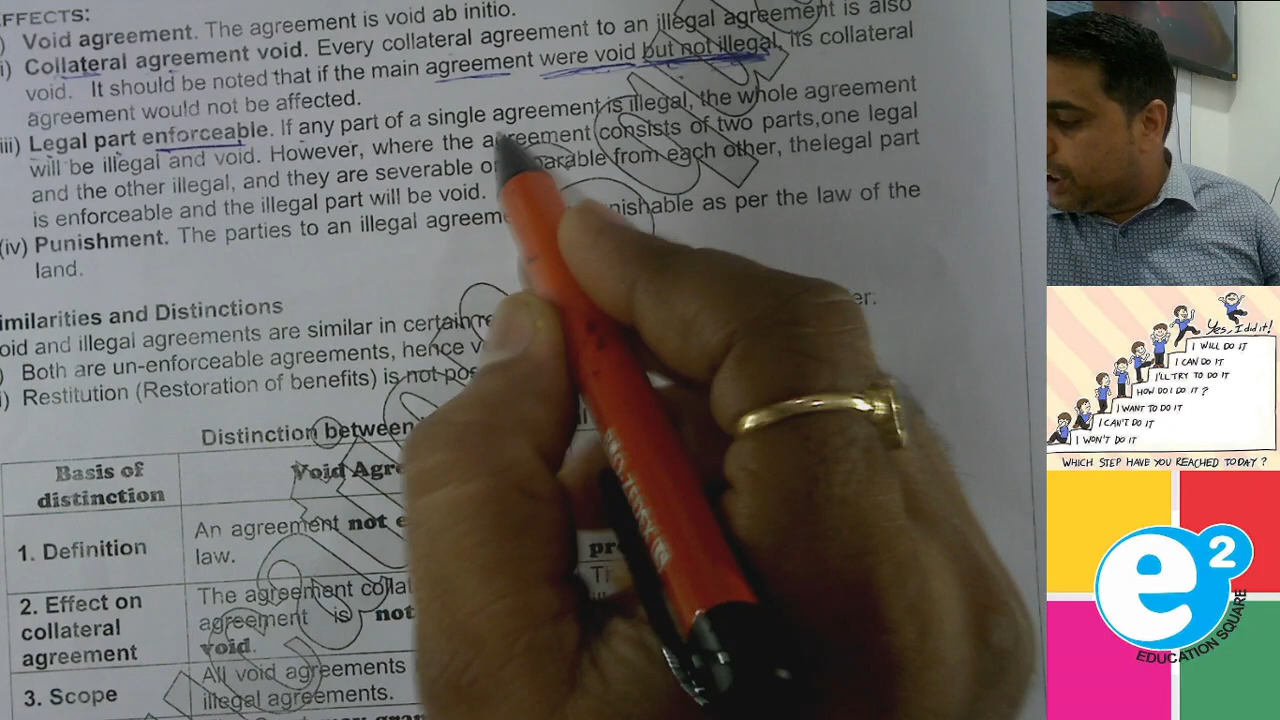 FFECTS:
) Void agreement. The agreement is void ab initio.
i) Collateral agreement void. Every collateral agreement to an illegal agreement is also
void. It should be noted that if the main agreement were void but not illegal, its collateral
agreement would not be affected.
iii) Legal part enforceable. If any part of a single agreement is illegal, the whole agreement
will be illegal and void. However, where the agreement consists of two parts,one legal
and the other illegal, and they are severable or parable from each other, thelegal part
is enforceable and the illegal part will be void.
(iv) Punishment. The parties to an illegal agreem nishable as per the law of the
land.
imilarities and Distinctions
oid and illegal agreements are similar in certain re er:
) Both are un-enforceable agreements, hence v
i) Restitution (Restoration of benefits) is not pos
Distinction between
Basis of
distinction
Void Agre
1. Definition
An agreement not e
law.
pr
2. Effect on
collateral
agreement
The agreement collat
agreement is not
void.
3. Scope
All void agreements
illegal agreements.
Yes, I did it!
I WILL DO IT
I CAN DO IT
I'LL TRY TO DO IT
HOW DO I DO IT ?
I WANT TO DO IT
I CAN'T DO IT
I WON'T DO IT
WHICH STEP HAVE YOU REACHED TODAY ?
e2
EDUCATION SQUARE